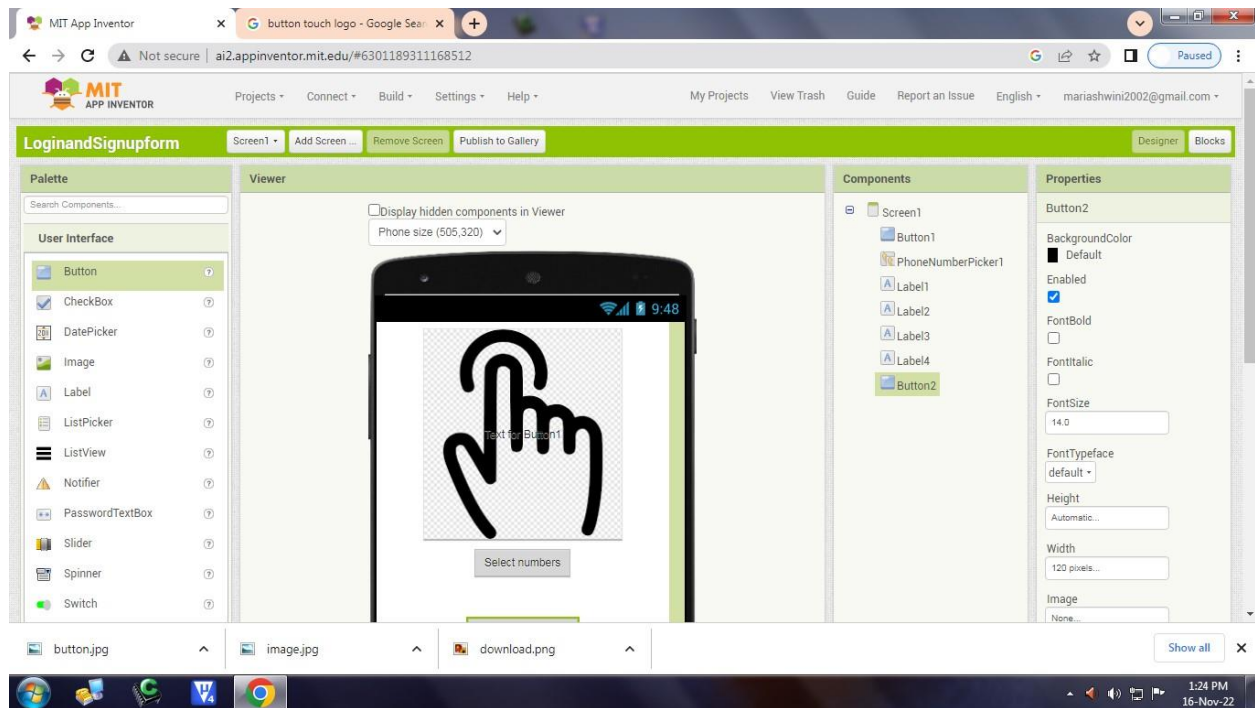 MIT App Inventor
button touch logo - Google Sear
Not secure | ai2.appinventor.mit.edu/#6301189311168512
Paused
MIT
APP INVENTOR
Projects Connect Build Settings Help My Projects View Trash Guide Report an Issue English mariashwini2002@gmail.com
LoginandSignupform Screen1 Add Screen ... Remove Screen Publish to Gallery Designer Blocks
Palette
Search Components...
User Interface
Button
CheckBox
DatePicker
Image
Label
ListPicker
ListView
Notifier
PasswordTextBox
Slider
Spinner
Switch
Viewer
Display hidden components in Viewer
Phone size (505,320)
9:48
Text for Button1
Select numbers
Components
Screen1
Button1
PhoneNumberPicker1
Label1
Label2
Label3
Label4
Button2
Properties
Button2
BackgroundColor
Default
Enabled
FontBold
FontItalic
FontSize
14.0
FontTypeface
default
Height
Automatic...
Width
120 pixels...
Image
None...
button.jpg image.jpg download.png Show all
1:24 PM
16-Nov-22